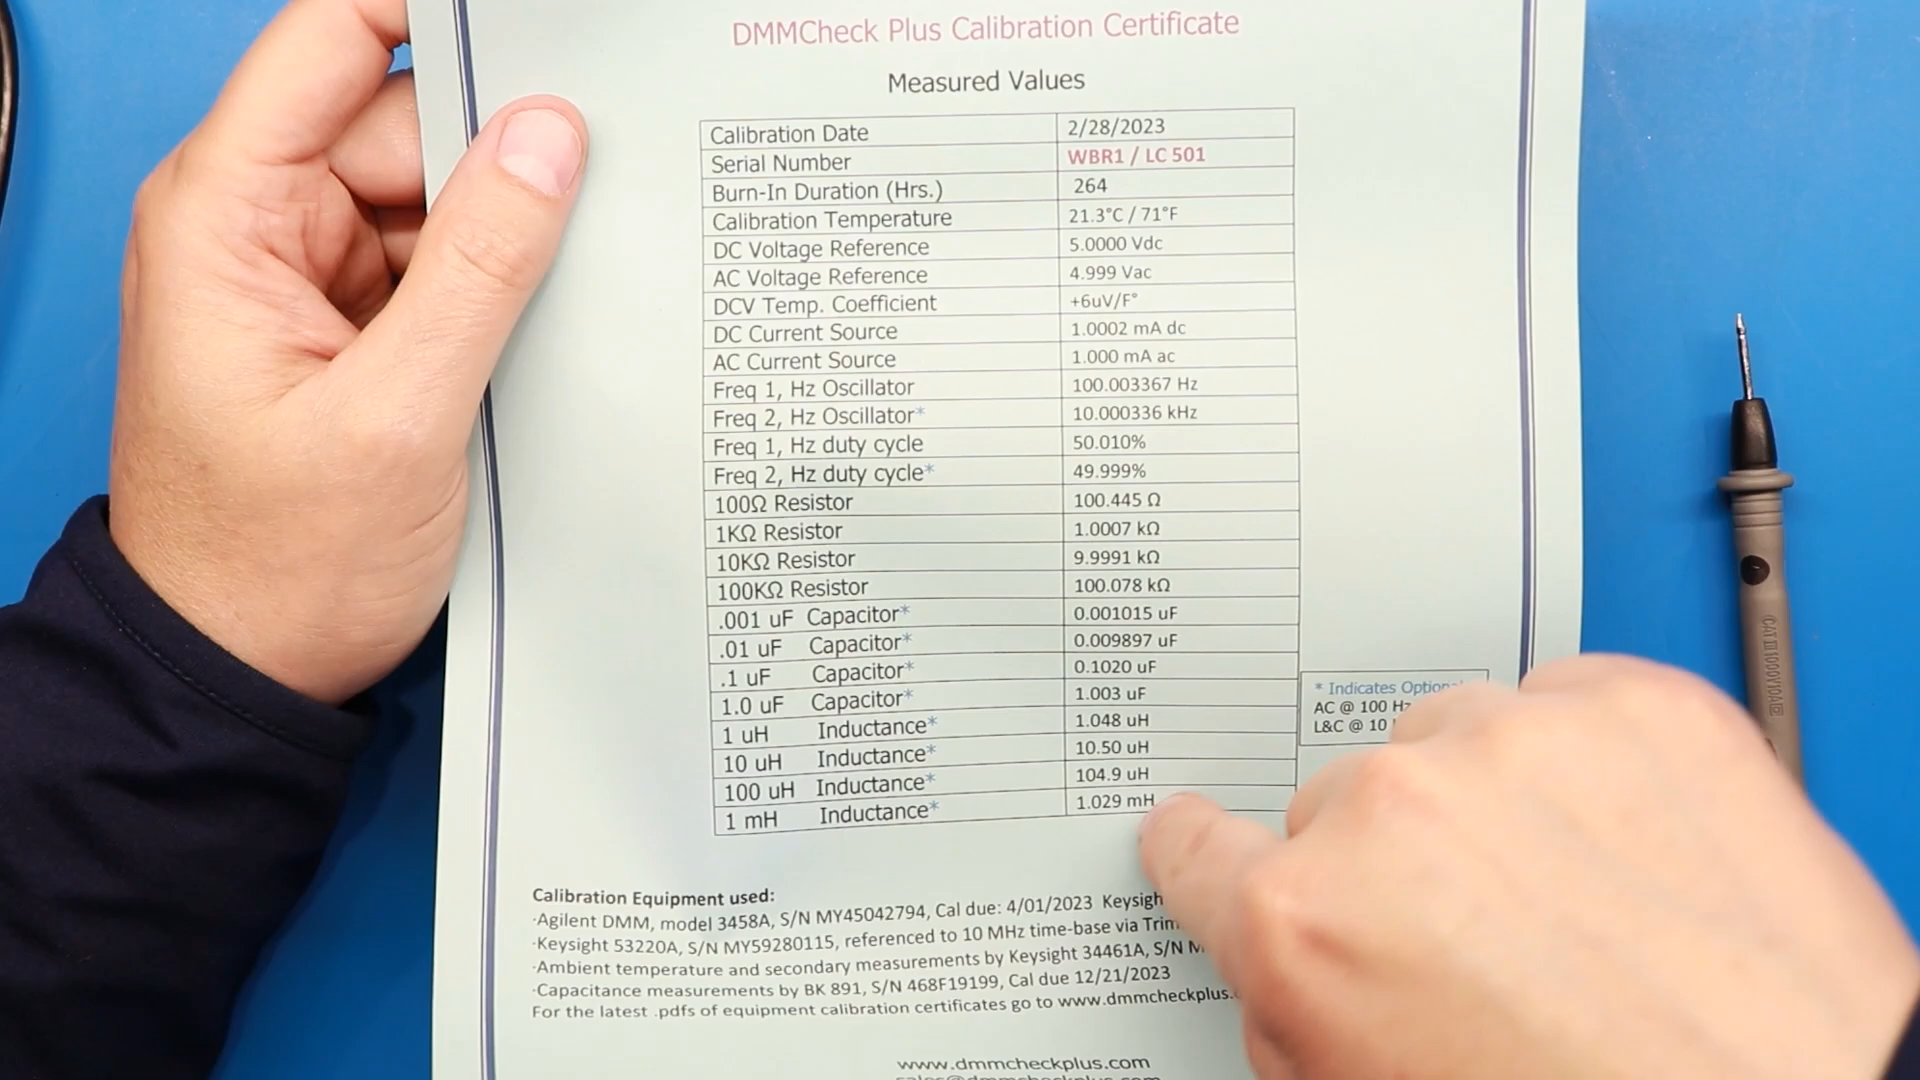 DMMCheck Plus Calibration Certificate
Measured Values
Calibration Date 2/28/2023
Serial Number WBR1 / LC 501
Burn-In Duration (Hrs.) 264
Calibration Temperature 21.3°C / 71°F
DC Voltage Reference 5.0000 Vdc
AC Voltage Reference 4.999 Vac
DCV Temp. Coefficient +6uV/F°
DC Current Source 1.0002 mA dc
AC Current Source 1.000 mA ac
Freq 1, Hz Oscillator 100.003367 Hz
Freq 2, Hz Oscillator* 10.000336 kHz
Freq 1, Hz duty cycle 50.010%
Freq 2, Hz duty cycle* 49.999%
100Ω Resistor 100.445 Ω
1KΩ Resistor 1.0007 kΩ
10KΩ Resistor 9.9991 kΩ
100KΩ Resistor 100.078 kΩ
.001 uF Capacitor* 0.001015 uF
.01 uF Capacitor* 0.009897 uF
.1 uF Capacitor* 0.1020 uF
1.0 uF Capacitor* 1.003 uF
1 uH Inductance* 1.048 uH
10 uH Inductance* 10.50 uH
100 uH Inductance* 104.9 uH
1 mH Inductance* 1.029 mH
* Indicates Option
AC @ 100 Hz
L&C @ 10
Calibration Equipment used:
·Agilent DMM, model 3458A, S/N MY45042794, Cal due: 4/01/2023 Keysigh
·Keysight 53220A, S/N MY59280115, referenced to 10 MHz time-base via Trim
·Ambient temperature and secondary measurements by Keysight 34461A, S/N M
·Capacitance measurements by BK 891, S/N 468F19199, Cal due 12/21/2023
For the latest .pdfs of equipment calibration certificates go to www.dmmcheckplus.
www.dmmcheckplus.com
CAT III 1000V 10A